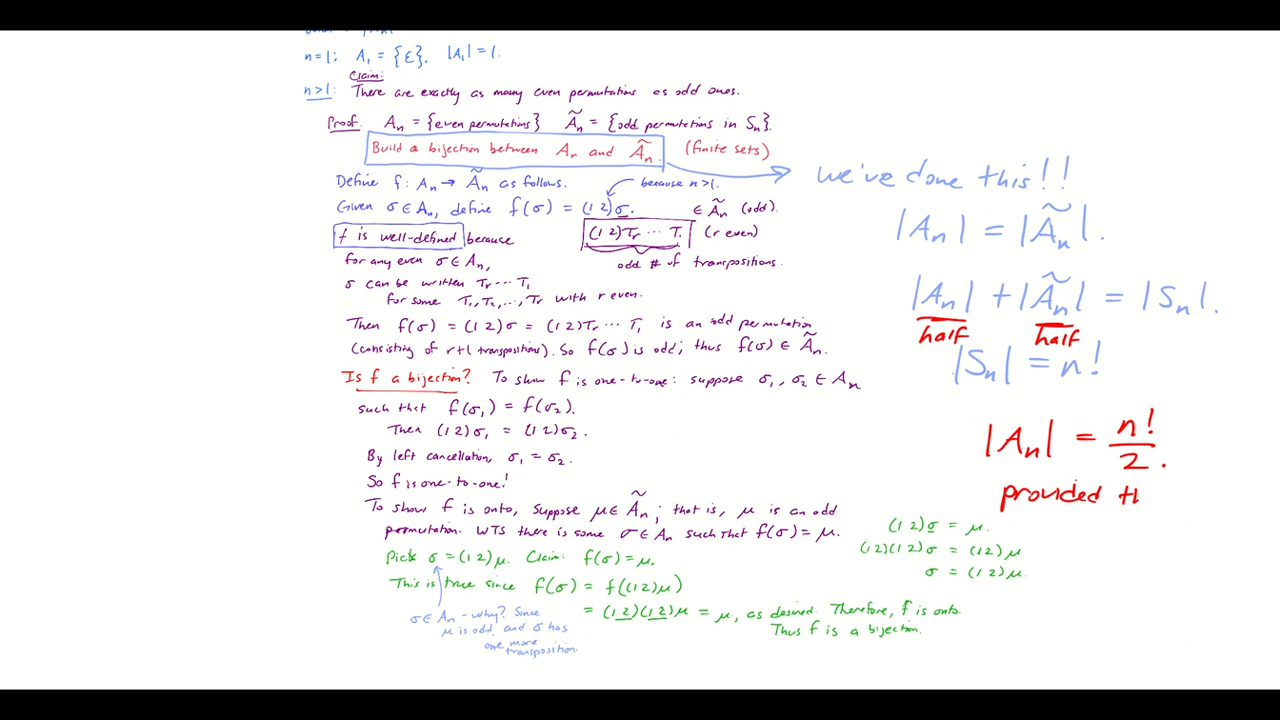 n=1: A₁ = {ε}. |A₁| = 1.
Claim:
n>1: There are exactly as many even permutations as odd ones.
Proof. Aₙ = {even permutations} Ãₙ = {odd permutations in Sₙ}.
Build a bijection between Aₙ and Ãₙ. (finite sets)
Define f: Aₙ → Ãₙ as follows. because n>1.
Given σ ∈ Aₙ, define f(σ) = (1 2)σ. ∈ Ãₙ (odd).
f is well-defined because (1 2)τᵣ ⋯ τ₁ (r even)
for any even σ ∈ Aₙ, odd # of transpositions.
σ can be written τᵣ ⋯ τ₁
for some τ₁, τ₂, ..., τᵣ with r even.
Then f(σ) = (1 2)σ = (1 2)τᵣ ⋯ τ₁ is an odd permutation
(consisting of r+1 transpositions). So f(σ) is odd; thus f(σ) ∈ Ãₙ.
Is f a bijection? To show f is one-to-one: suppose σ₁, σ₂ ∈ Aₙ
such that f(σ₁) = f(σ₂).
Then (1 2)σ₁ = (1 2)σ₂.
By left cancellation, σ₁ = σ₂.
So f is one-to-one!
To show f is onto, suppose μ ∈ Ãₙ; that is, μ is an odd
permutation. WTS there is some σ ∈ Aₙ such that f(σ) = μ.
Pick σ = (1 2)μ. Claim: f(σ) = μ.
This is true since f(σ) = f((1 2)μ)
= (1 2)(1 2)μ = μ, as desired. Therefore, f is onto.
Thus f is a bijection.
σ ∈ Aₙ - why? Since
μ is odd, and σ has
one more
transposition.
we've done this!!
|Aₙ| = |Ãₙ|.
|Aₙ| + |Ãₙ| = |Sₙ|.
half half
|Sₙ| = n!
|Aₙ| = n!/2.
provided th
(1 2)σ = μ.
(1 2)(1 2)σ = (1 2)μ
σ = (1 2)μ.